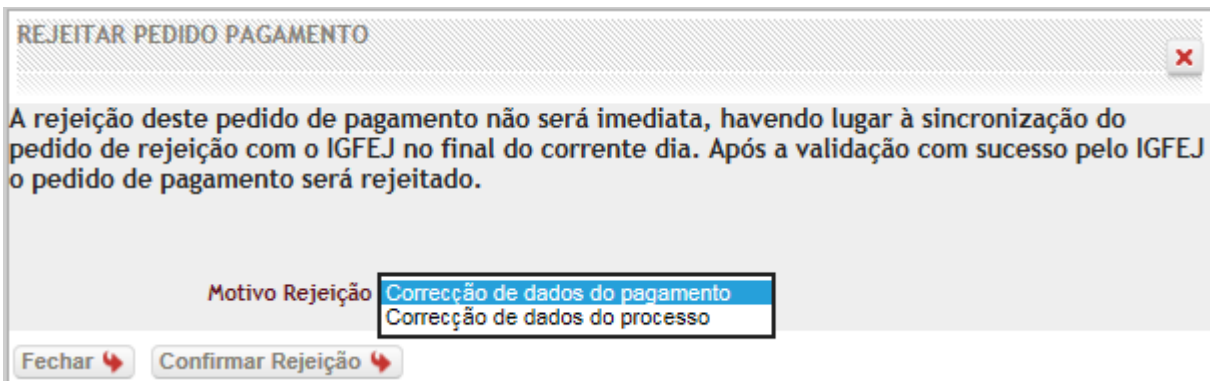 REJEITAR PEDIDO PAGAMENTO
A rejeição deste pedido de pagamento não será imediata, havendo lugar à sincronização do
pedido de rejeição com o IGFEJ no final do corrente dia. Após a validação com sucesso pelo IGFEJ
o pedido de pagamento será rejeitado.
Motivo Rejeição Correcção de dados do pagamento
Correcção de dados do processo
Fechar Confirmar Rejeição